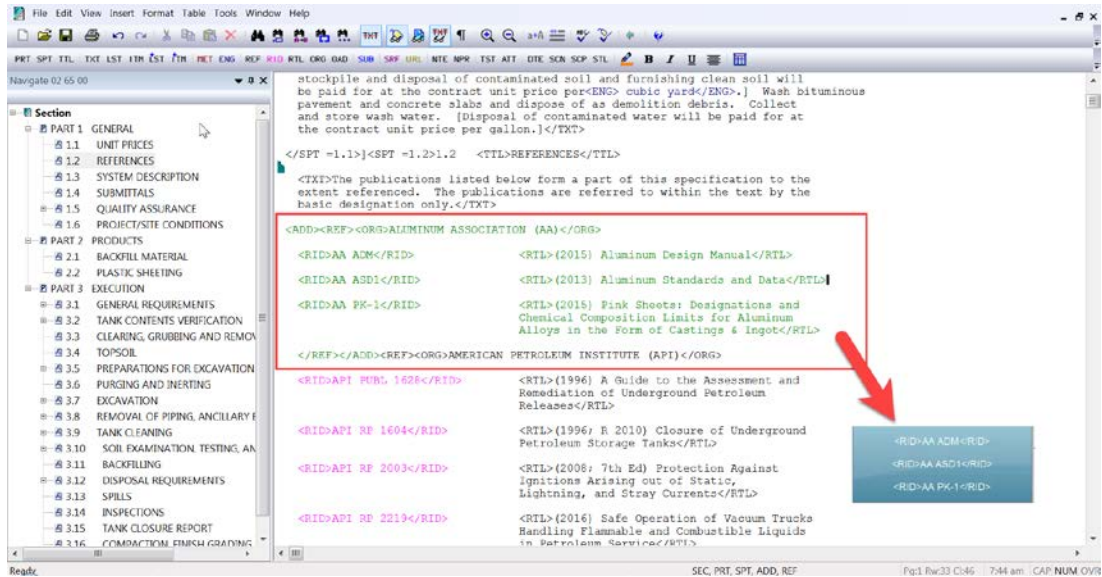 File Edit View Insert Format Table Tools Window Help
TXT
PRT SPT TTL TXT LST ITM LST ITM MET ENG REF RID RTL ORG OAD SUB SRF URL NTE NPR TST ATT DTE SCN SCP STL B I U
Navigate 02 65 00
Section
PART 1 GENERAL
1.1 UNIT PRICES
1.2 REFERENCES
1.3 SYSTEM DESCRIPTION
1.4 SUBMITTALS
1.5 QUALITY ASSURANCE
1.6 PROJECT/SITE CONDITIONS
PART 2 PRODUCTS
2.1 BACKFILL MATERIAL
2.2 PLASTIC SHEETING
PART 3 EXECUTION
3.1 GENERAL REQUIREMENTS
3.2 TANK CONTENTS VERIFICATION
3.3 CLEARING, GRUBBING AND REMOV
3.4 TOPSOIL
3.5 PREPARATIONS FOR EXCAVATION
3.6 PURGING AND INERTING
3.7 EXCAVATION
3.8 REMOVAL OF PIPING, ANCILLARY E
3.9 TANK CLEANING
3.10 SOIL EXAMINATION, TESTING, AN
3.11 BACKFILLING
3.12 DISPOSAL REQUIREMENTS
3.13 SPILLS
3.14 INSPECTIONS
3.15 TANK CLOSURE REPORT
3.16 COMPACTION, FINISH GRADING
stockpile and disposal of contaminated soil and furnishing clean soil will
be paid for at the contract unit price per<ENG> cubic yard</ENG>.] Wash bituminous
pavement and concrete slabs and dispose of as demolition debris. Collect
and store wash water. [Disposal of contaminated water will be paid for at
the contract unit price per gallon.]</TXT>
</SPT =1.1>]<SPT =1.2>1.2 <TTL>REFERENCES</TTL>
<TXT>The publications listed below form a part of this specification to the
extent referenced. The publications are referred to within the text by the
basic designation only.</TXT>
<ADD><REF><ORG>ALUMINUM ASSOCIATION (AA)</ORG>
<RID>AA ADM</RID> <RTL>(2015) Aluminum Design Manual</RTL>
<RID>AA ASD1</RID> <RTL>(2013) Aluminum Standards and Data</RTL>
<RID>AA PK-1</RID> <RTL>(2015) Pink Sheets: Designations and
Chemical Composition Limits for Aluminum
Alloys in the Form of Castings & Ingot</RTL>
</REF></ADD><REF><ORG>AMERICAN PETROLEUM INSTITUTE (API)</ORG>
<RID>API PUBL 1628</RID> <RTL>(1996) A Guide to the Assessment and
Remediation of Underground Petroleum
Releases</RTL>
<RID>API RP 1604</RID> <RTL>(1996; R 2010) Closure of Underground
Petroleum Storage Tanks</RTL>
<RID>API RP 2003</RID> <RTL>(2008; 7th Ed) Protection Against
Ignitions Arising out of Static,
Lightning, and Stray Currents</RTL>
<RID>API RP 2219</RID> <RTL>(2016) Safe Operation of Vacuum Trucks
Handling Flammable and Combustible Liquids
in Petroleum Service</RTL>
<RID>AA ADM<RID>
<RID>AA ASD1<RID>
<RID>AA PK-1<RID>
Ready SEC, PRT, SPT, ADD, REF Pg:1 Rw:33 Cl:46 7:44 am CAP NUM OVR